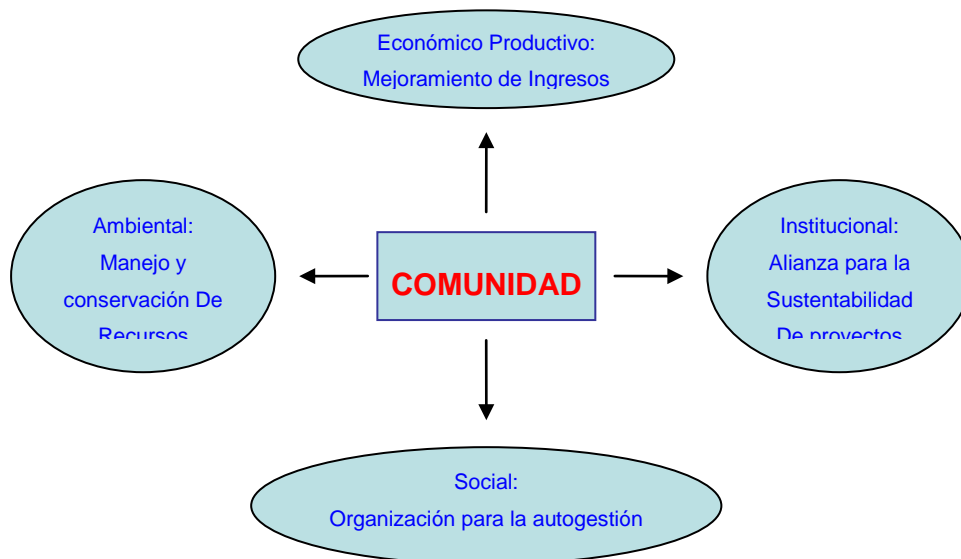 Económico Productivo:
Mejoramiento de Ingresos
Ambiental:
Manejo y
conservación De
Recursos
COMUNIDAD
Institucional:
Alianza para la
Sustentabilidad
De proyectos
Social:
Organización para la autogestión